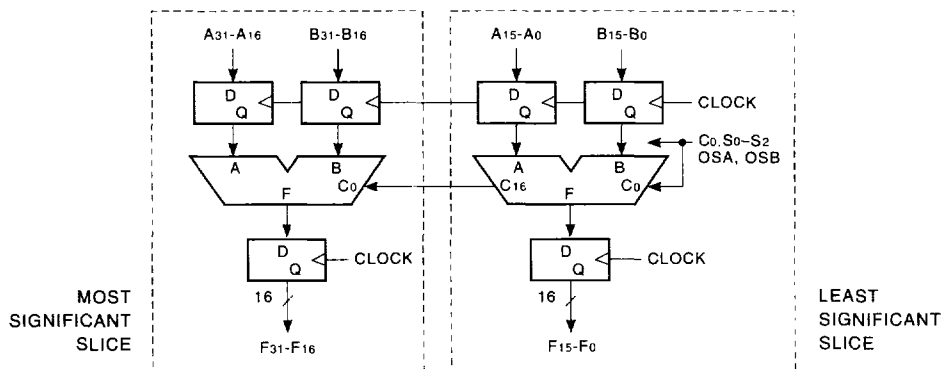 A31-A16 B31-B16 A15-A0 B15-B0
D D D D
Q Q Q Q CLOCK
C0, S0-S2
OSA, OSB
A B A B
C0 C16 C0
F F
D D
Q CLOCK Q CLOCK
16 16
MOST
SIGNIFICANT
SLICE
LEAST
SIGNIFICANT
SLICE
F31-F16 F15-F0